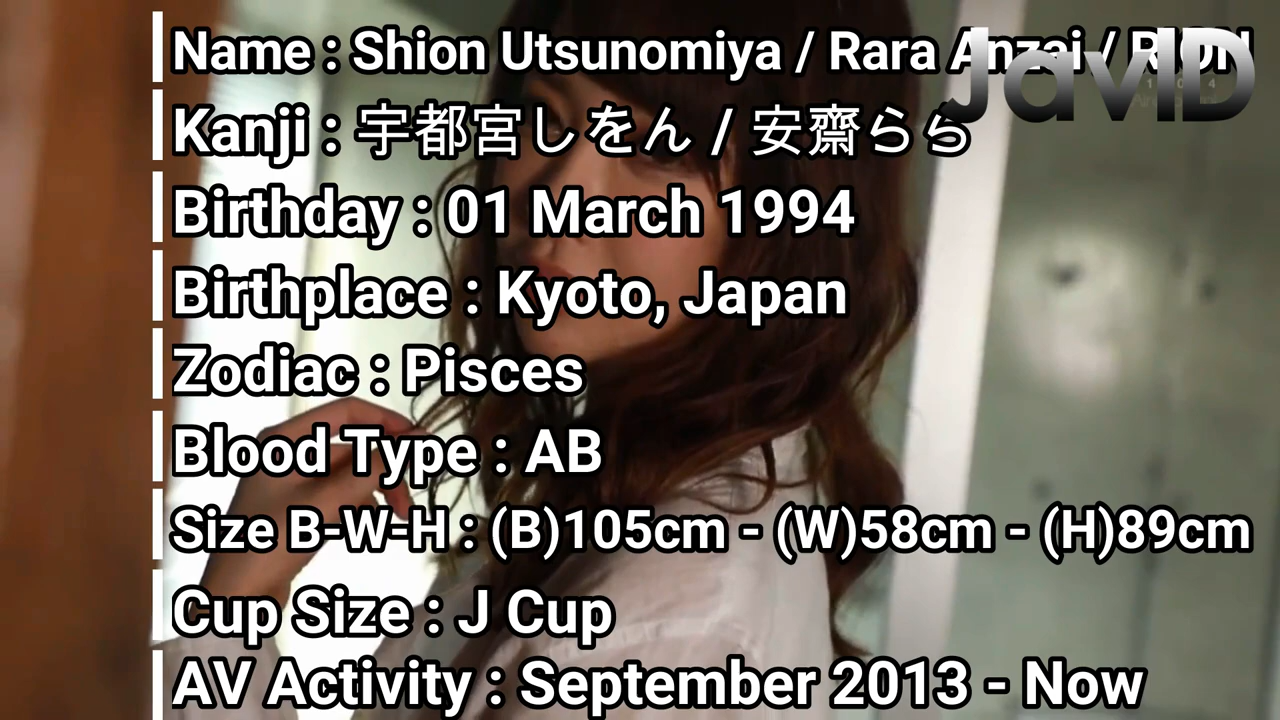 Name : Shion Utsunomiya / Rara Anzai / RION
JavID
Kanji : 宇都宮しをん / 安齋らら
Birthday : 01 March 1994
Birthplace : Kyoto, Japan
Zodiac : Pisces
Blood Type : AB
Size B-W-H : (B)105cm - (W)58cm - (H)89cm
Cup Size : J Cup
AV Activity : September 2013 - Now